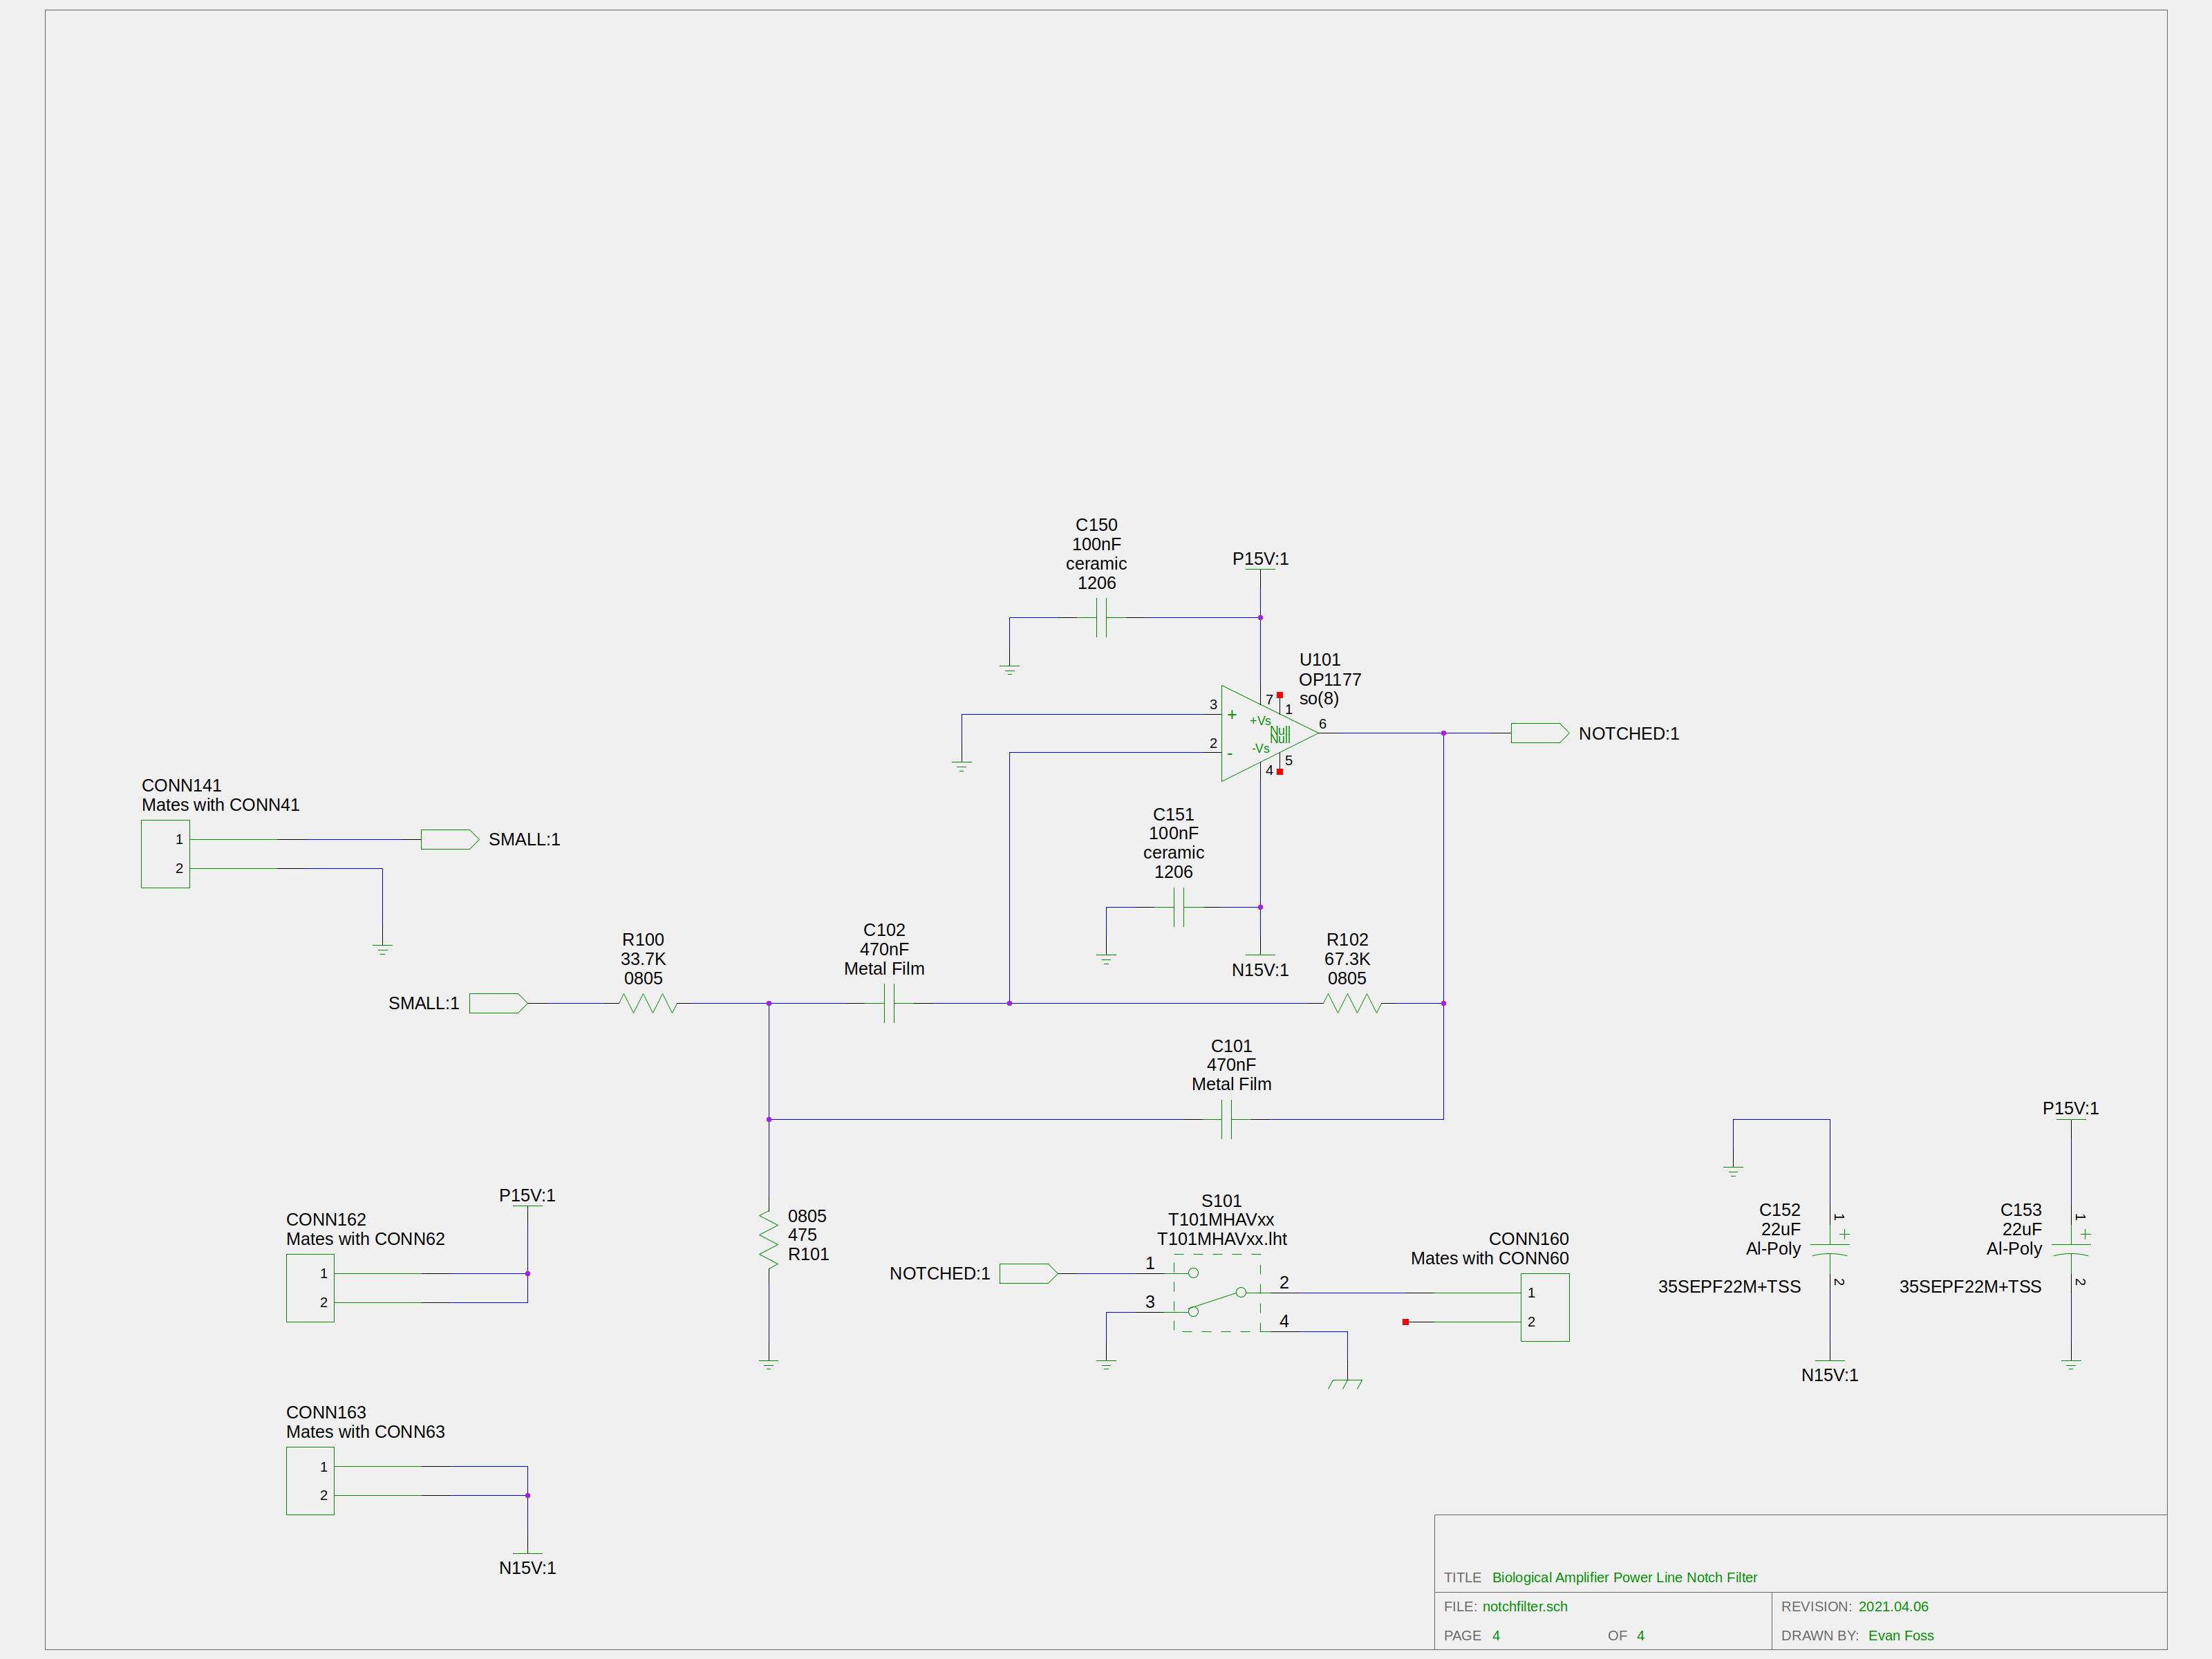 C150
100nF
ceramic
1206
P15V:1
U101
OP1177
so(8)
3
+
7
1
+Vs
Null
Null
-Vs
6
NOTCHED:1
2
-
4
5
CONN141
Mates with CONN41
1
2
SMALL:1
C151
100nF
ceramic
1206
N15V:1
C102
470nF
Metal Film
R100
33.7K
0805
R102
67.3K
0805
SMALL:1
C101
470nF
Metal Film
0805
475
R101
P15V:1
CONN162
Mates with CONN62
1
2
CONN163
Mates with CONN63
1
2
N15V:1
S101
T101MHAVxx
T101MHAVxx.lht
NOTCHED:1
1
3
2
4
CONN160
Mates with CONN60
1
2
C152
22uF
Al-Poly
35SEPF22M+TSS
1
+
2
N15V:1
P15V:1
C153
22uF
Al-Poly
35SEPF22M+TSS
1
+
2
TITLE Biological Amplifier Power Line Notch Filter
FILE: notchfilter.sch
REVISION: 2021.04.06
PAGE 4 OF 4
DRAWN BY: Evan Foss